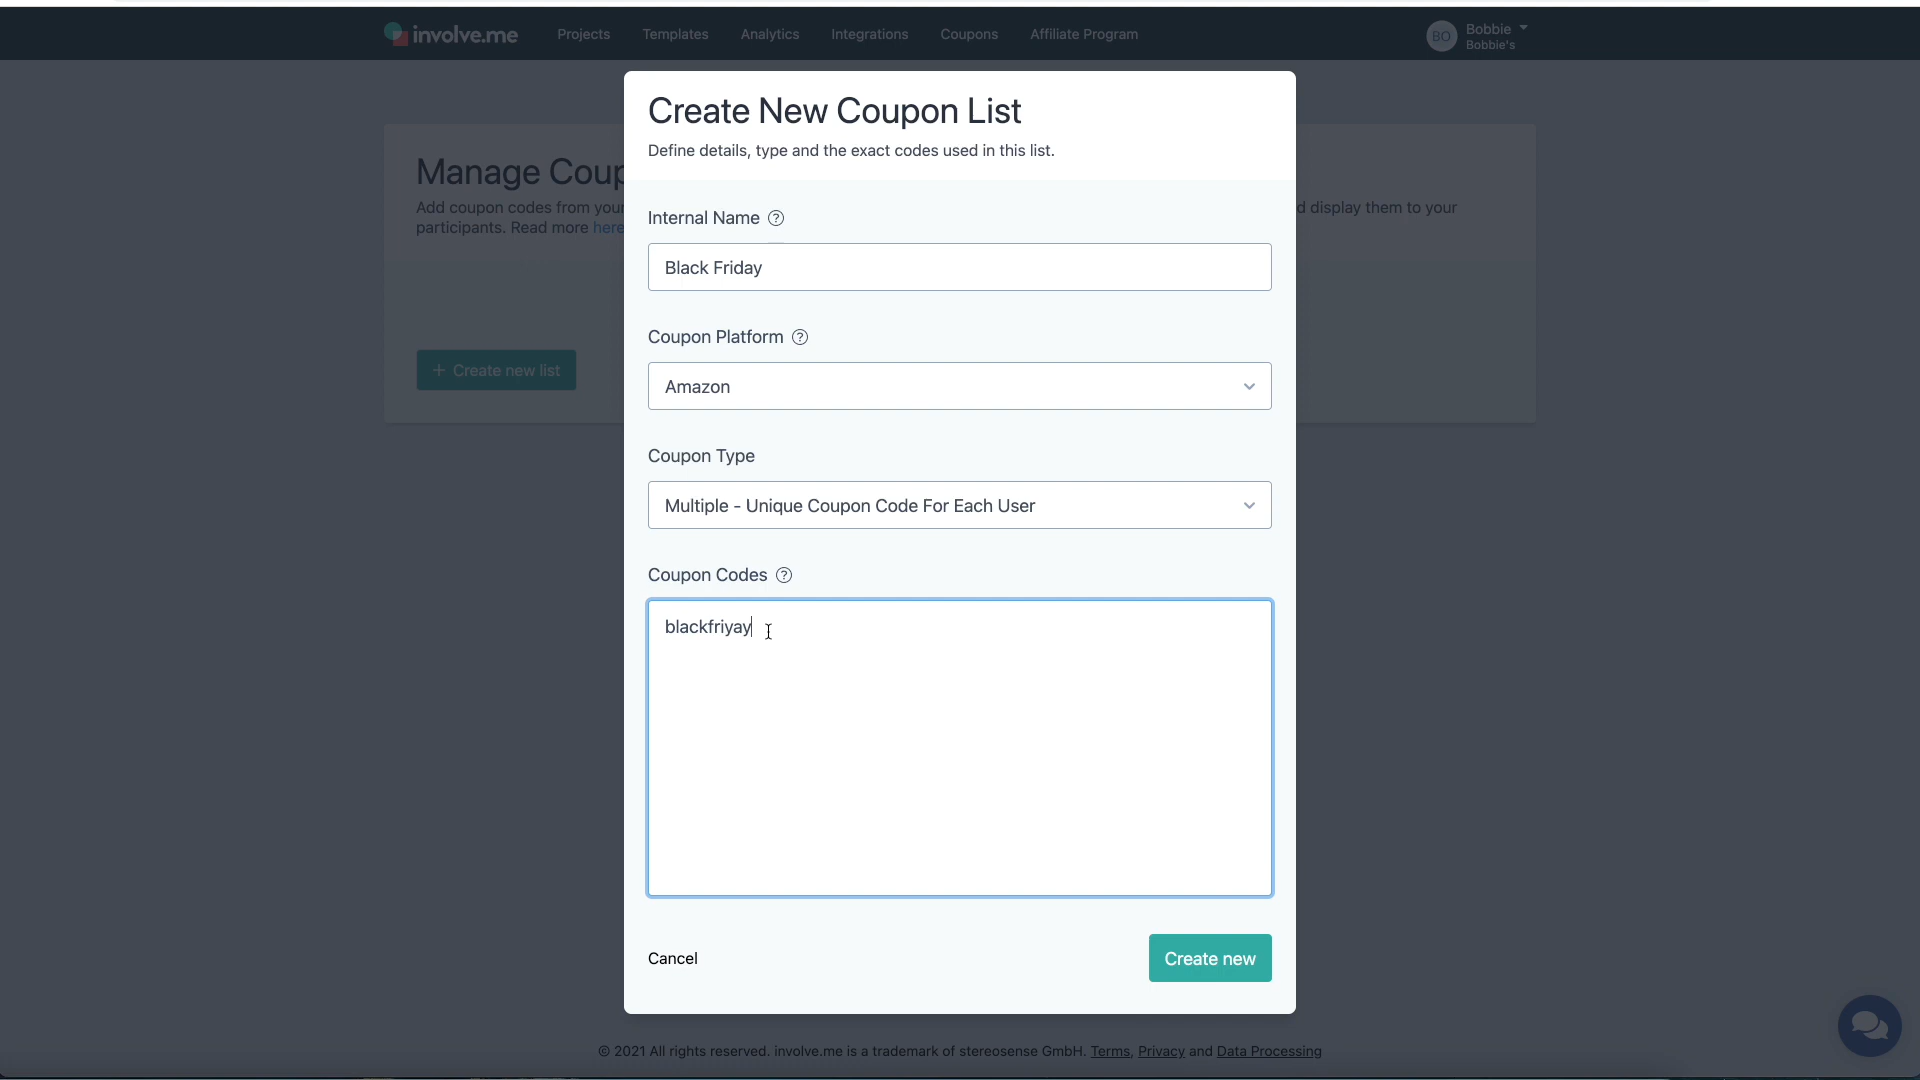 involve.me Projects Templates Analytics Integrations Coupons Affiliate Program BO Bobbie
Bobbie's
Create New Coupon List
Define details, type and the exact codes used in this list.
Manage Coup
Add coupon codes from your d display them to your
participants. Read more here
Internal Name ?
Black Friday
Coupon Platform ?
Amazon
+ Create new list
Coupon Type
Multiple - Unique Coupon Code For Each User
Coupon Codes ?
blackfriyay
Cancel Create new
© 2021 All rights reserved. involve.me is a trademark of stereosense GmbH. Terms, Privacy and Data Processing